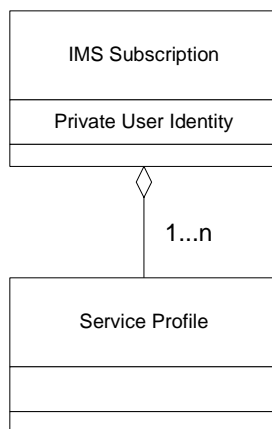 IMS Subscription
Private User Identity
1...n
Service Profile